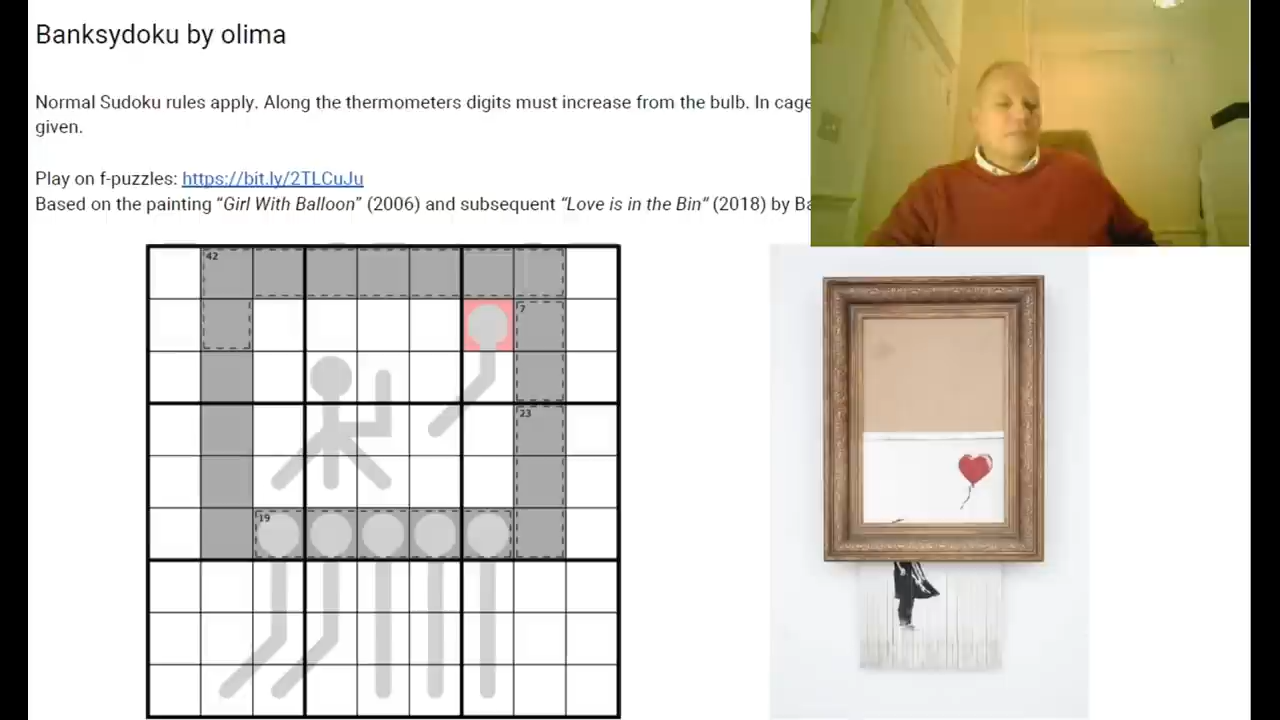 Banksydoku by olima
Normal Sudoku rules apply. Along the thermometers digits must increase from the bulb. In cage
given.
Play on f-puzzles: https://bit.ly/2TLCuJu
Based on the painting “Girl With Balloon” (2006) and subsequent “Love is in the Bin” (2018) by Ba
42
7
23
19